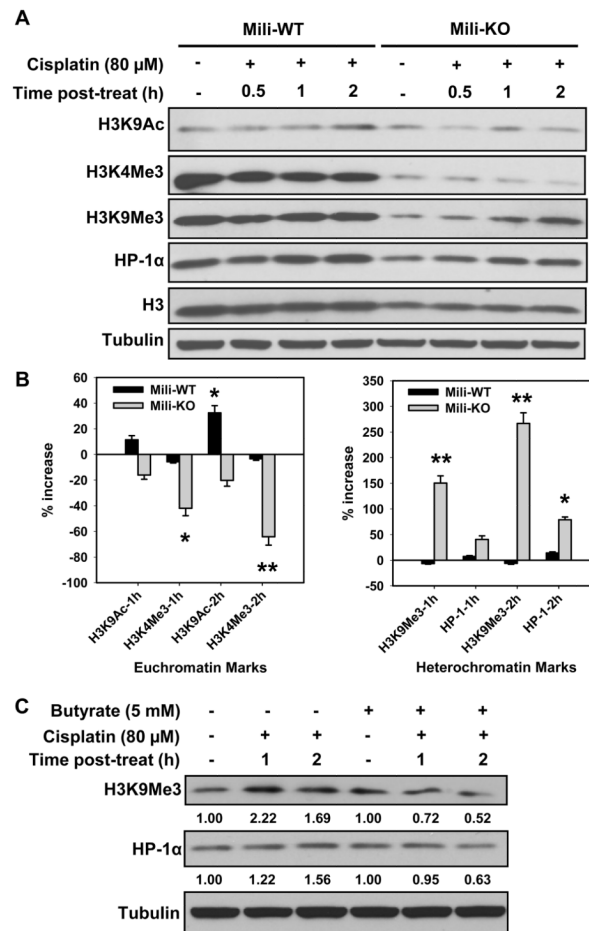 A
Mili-WT Mili-KO
Cisplatin (80 µM) - + + + - + + +
Time post-treat (h) - 0.5 1 2 - 0.5 1 2
H3K9Ac
H3K4Me3
H3K9Me3
HP-1α
H3
Tubulin
B
60
40
20
0
-20
-40
-60
-80
-100
% increase
Mili-WT
Mili-KO
*
*
**
H3K9Ac-1h
H3K4Me3-1h
H3K9Ac-2h
H3K4Me3-2h
Euchromatin Marks
350
300
250
200
150
100
50
0
-50
% increase
Mili-WT
Mili-KO
**
**
*
H3K9Me3-1h
HP-1-1h
H3K9Me3-2h
HP-1-2h
Heterochromatin Marks
C
Butyrate (5 mM) - - - + + +
Cisplatin (80 µM) - + + - + +
Time post-treat (h) - 1 2 - 1 2
H3K9Me3
1.00 2.22 1.69 1.00 0.72 0.52
HP-1α
1.00 1.22 1.56 1.00 0.95 0.63
Tubulin